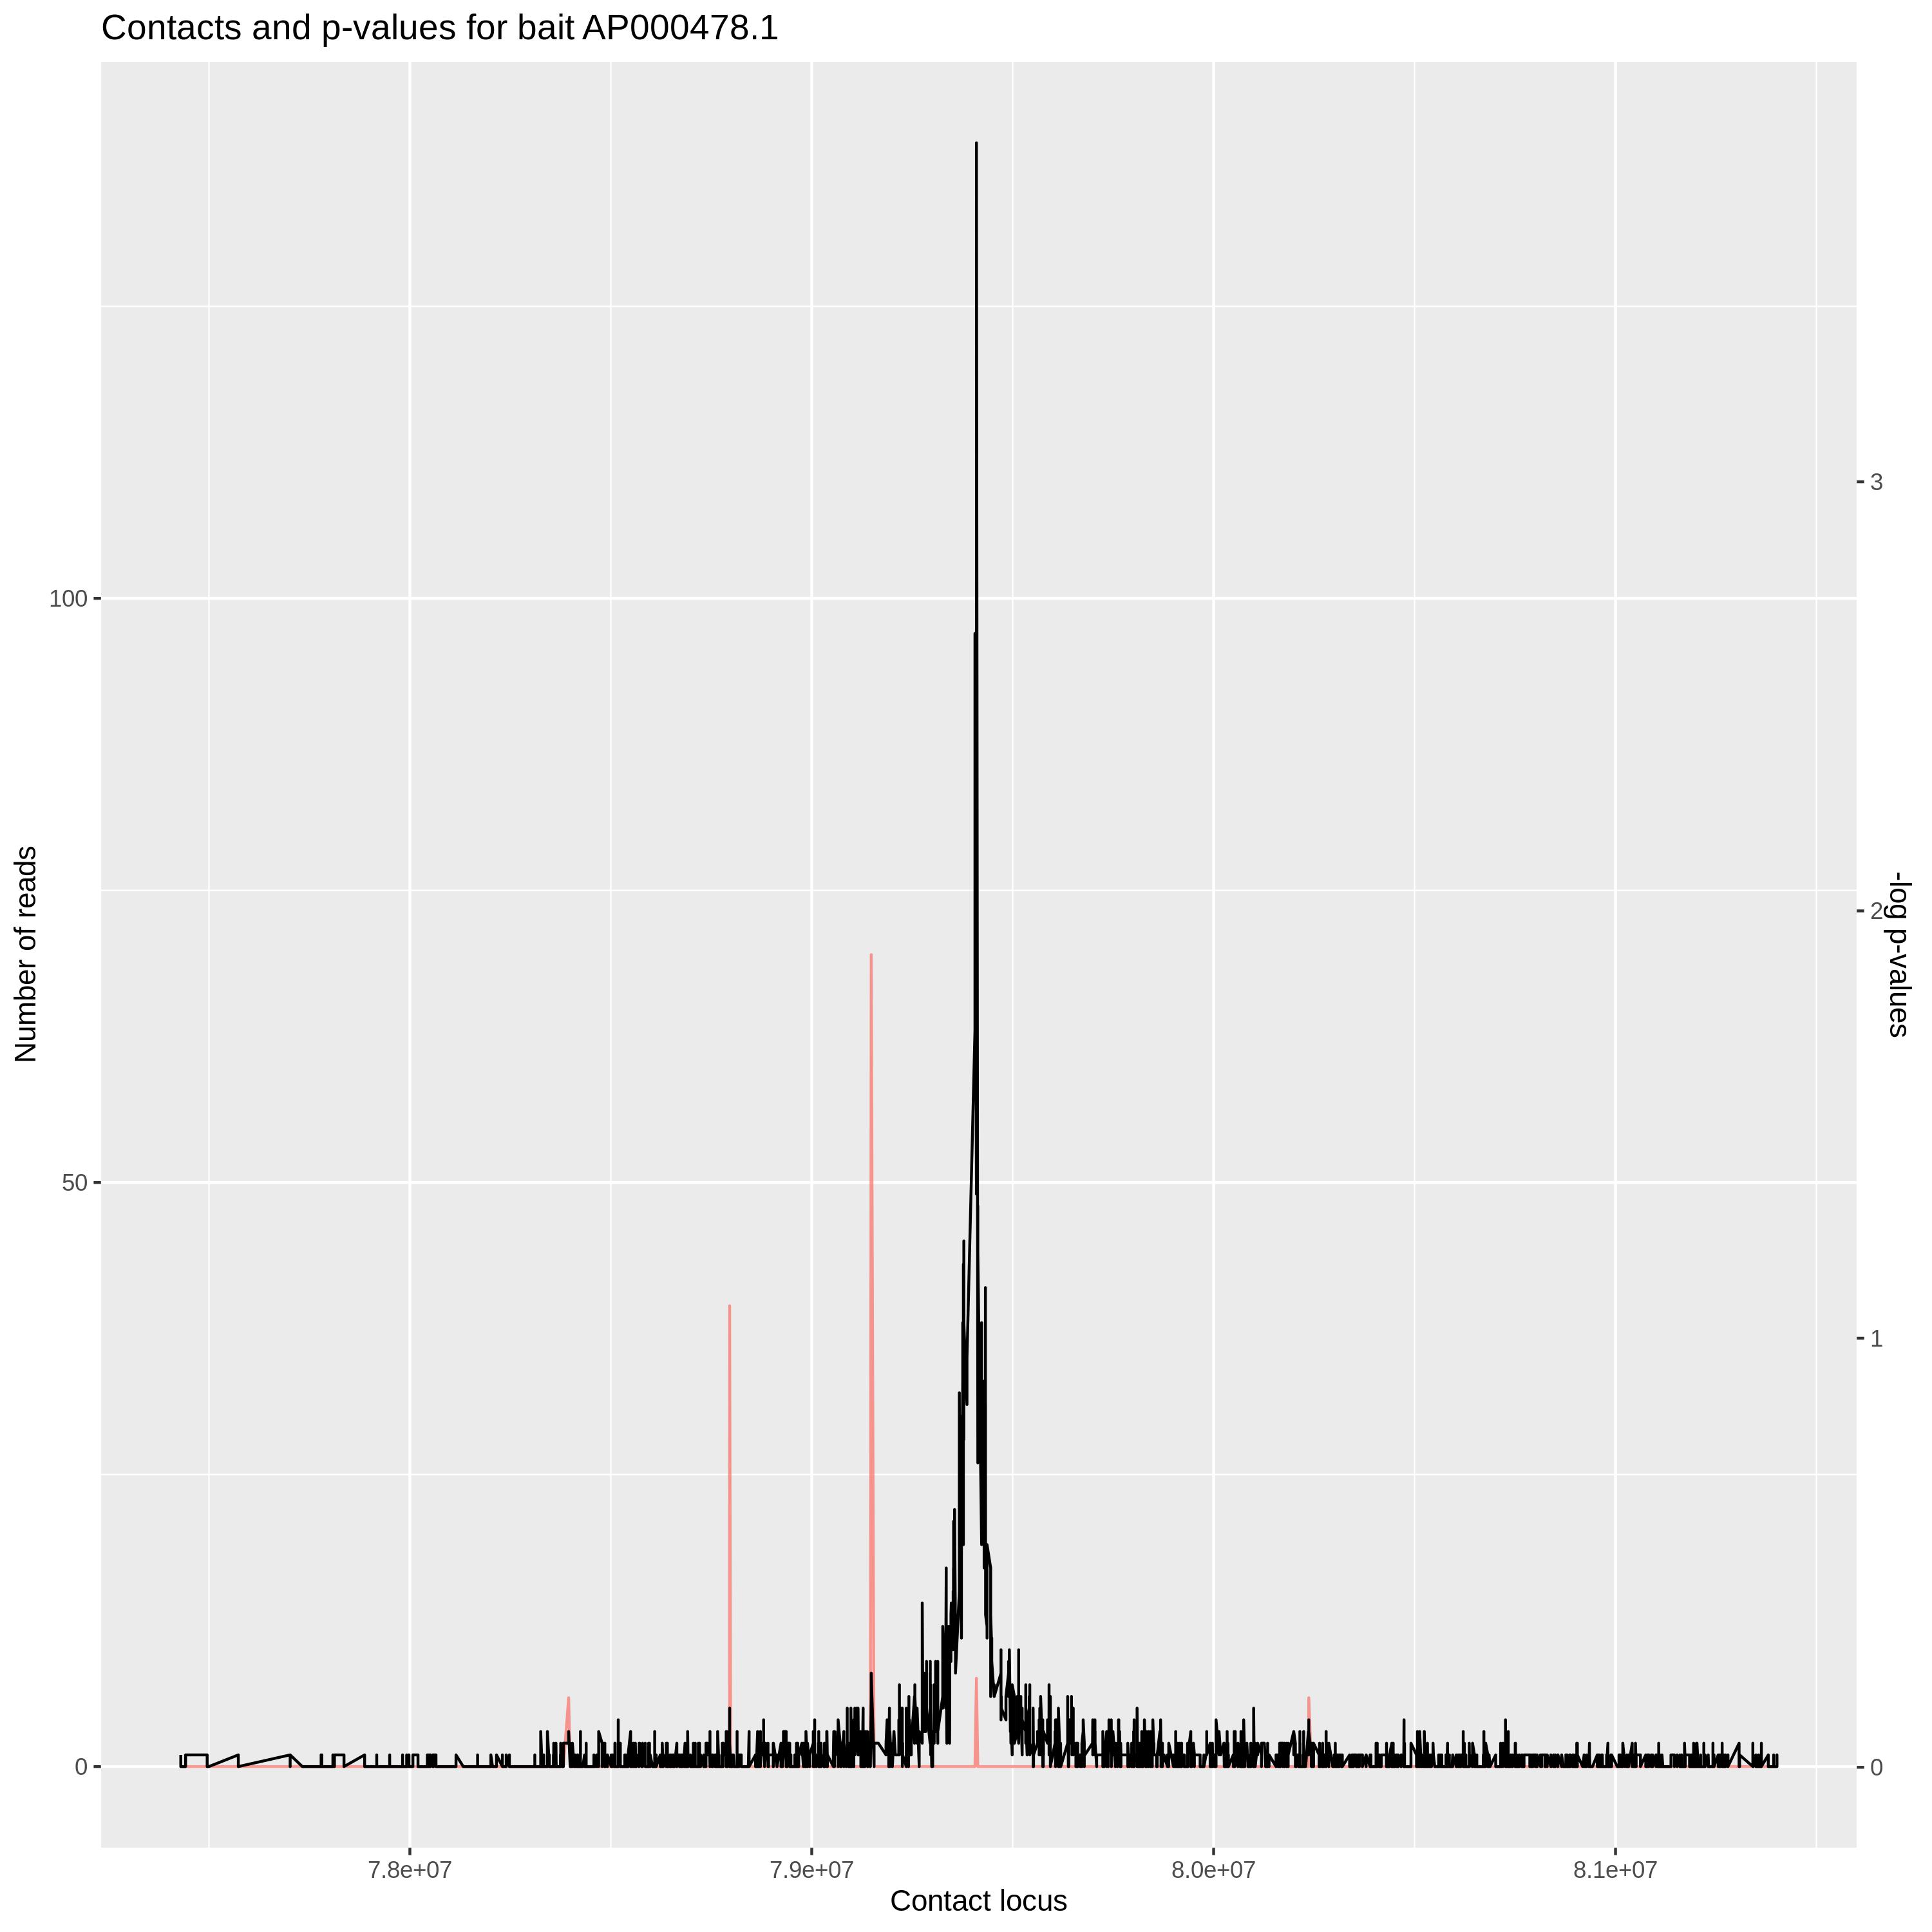 Contacts and p-values for bait AP000478.1
Number of reads
100
50
0
3
2
1
0
-log p-values
7.8e+07 7.9e+07 8.0e+07 8.1e+07
Contact locus